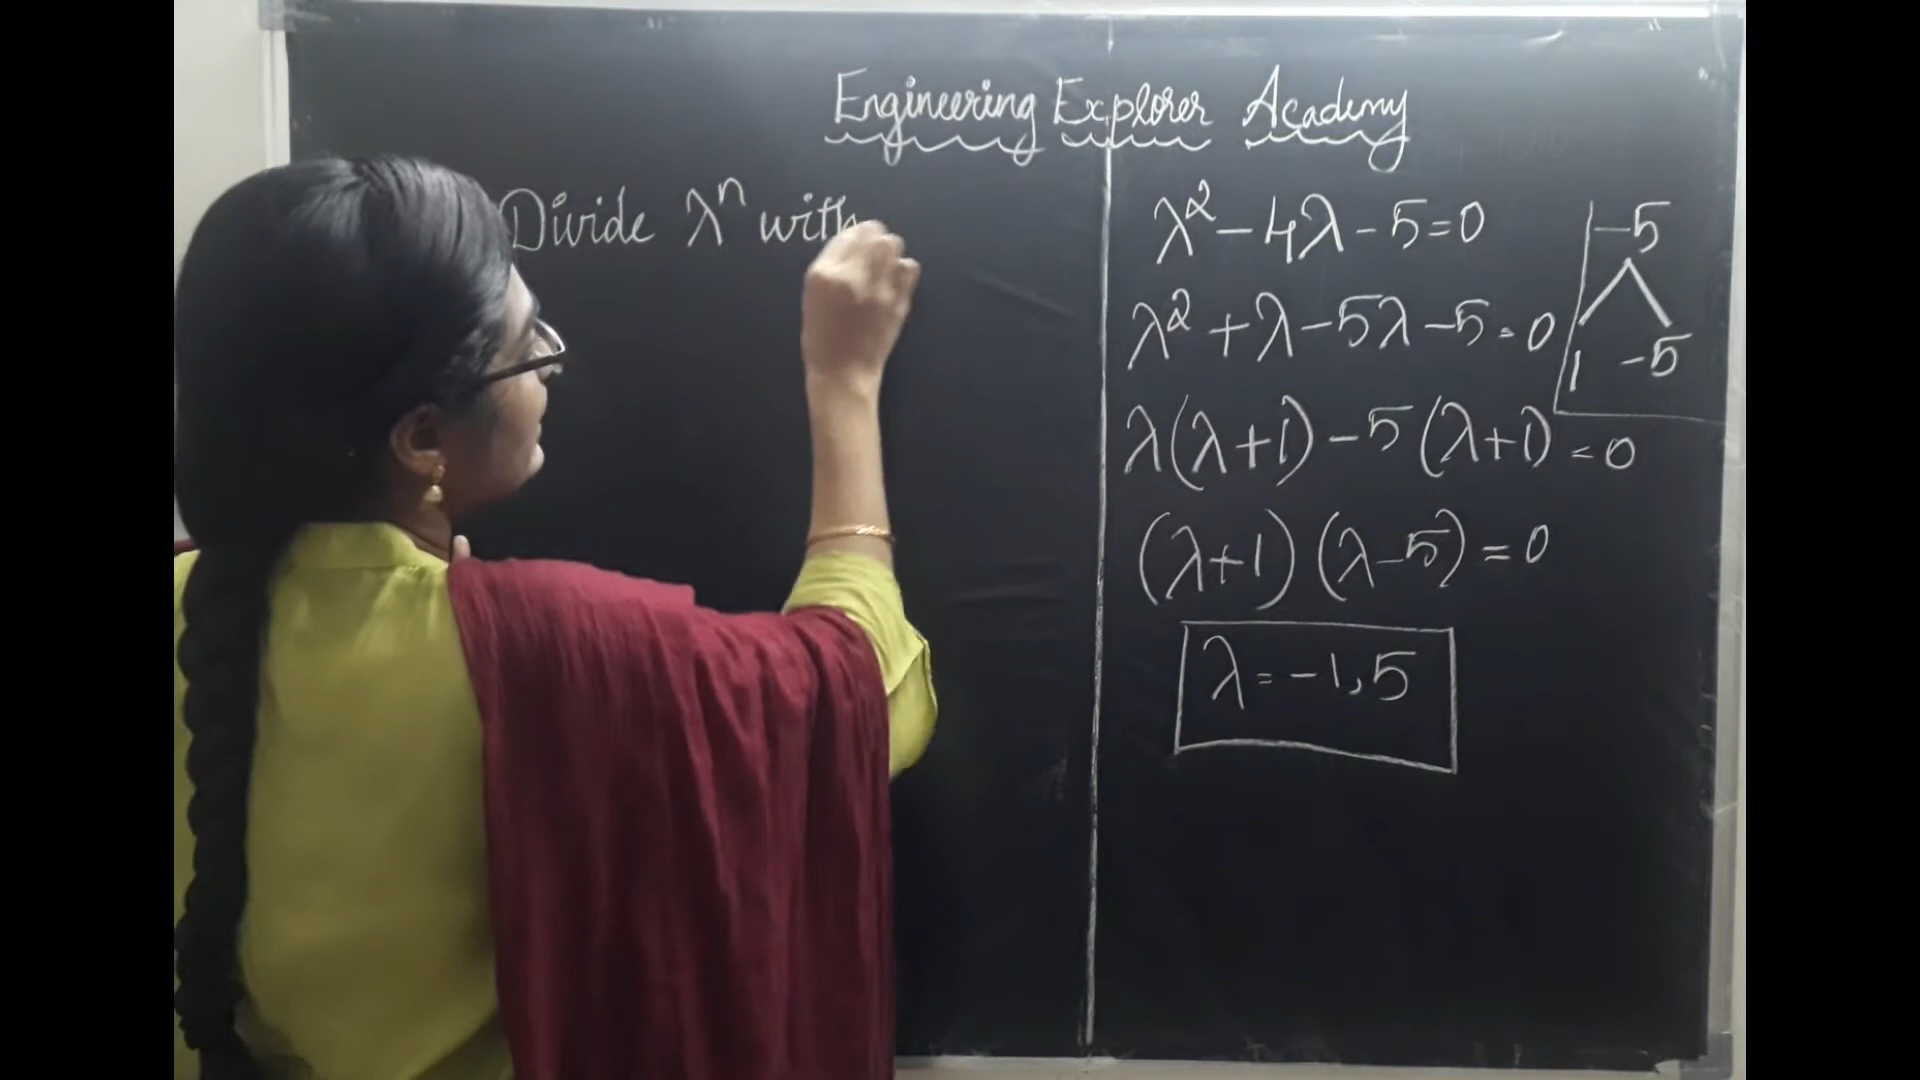 Engineering Explorer Academy
Divide λⁿ with
λ² - 4λ - 5 = 0
λ² + λ - 5λ - 5 = 0
λ(λ+1) - 5(λ+1) = 0
(λ+1) (λ-5) = 0
λ = -1, 5
-5
1 -5